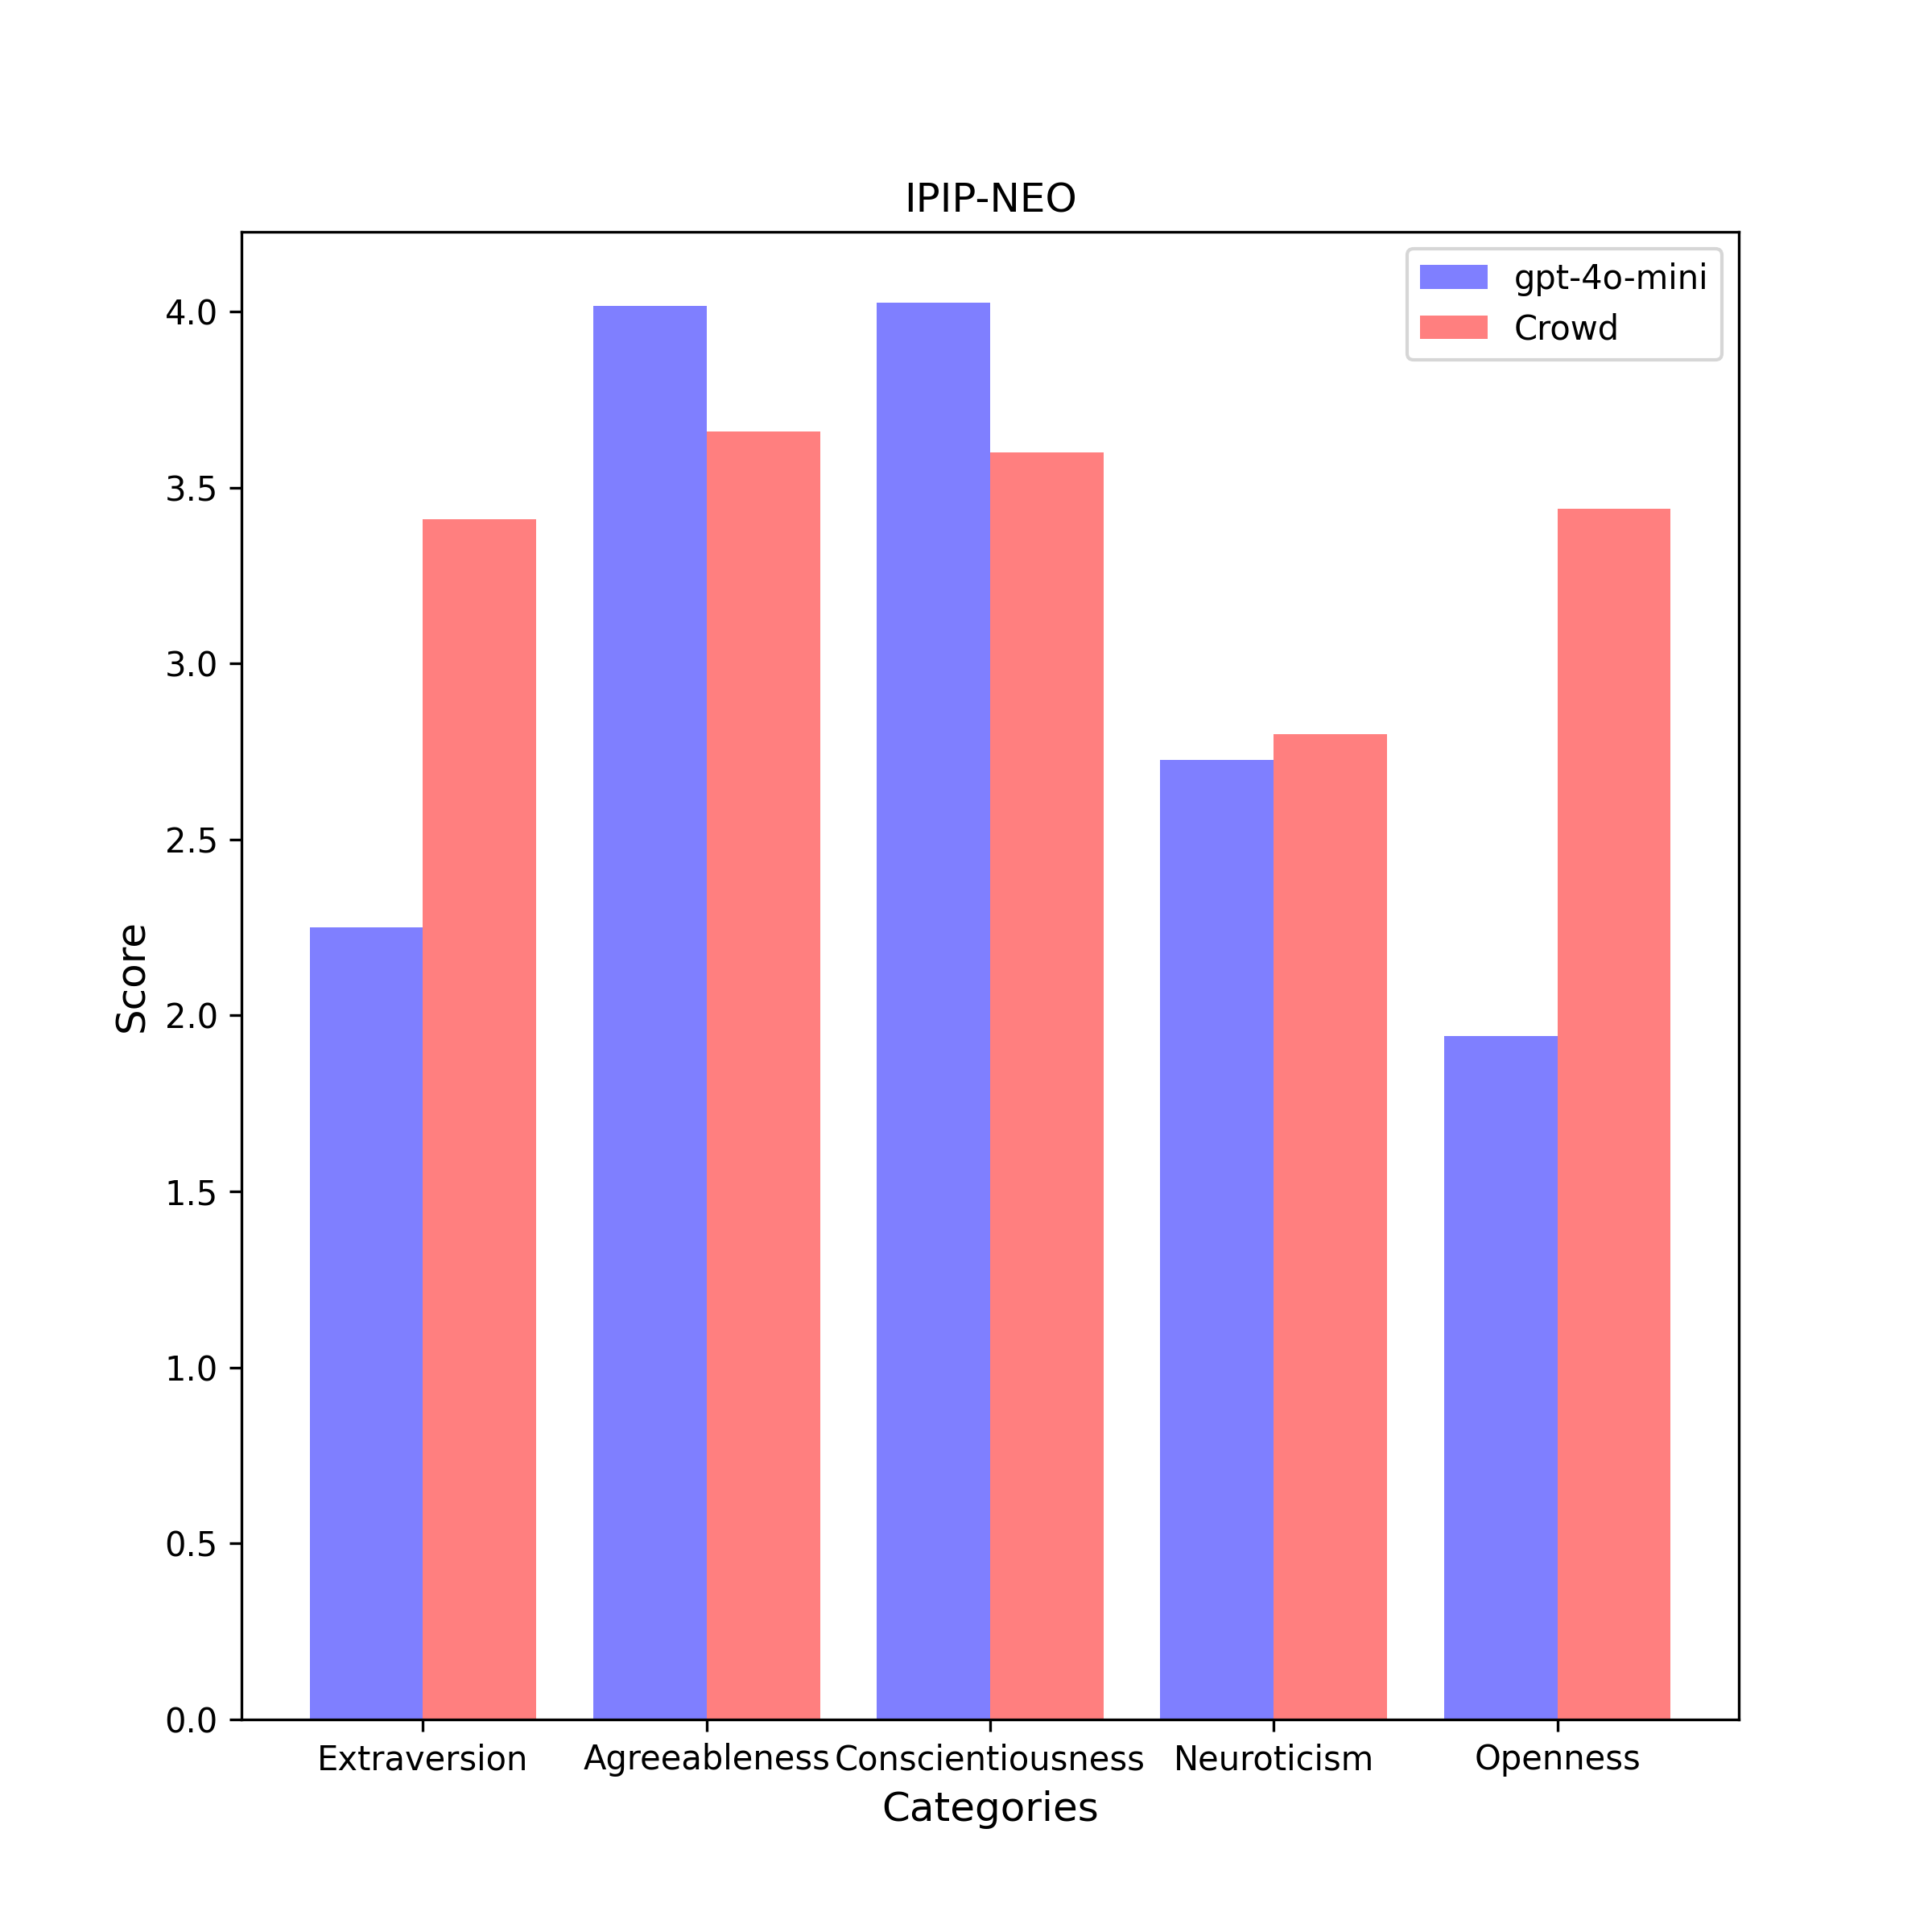 IPIP-NEO
gpt-4o-mini
Crowd
4.0
3.5
3.0
2.5
2.0
1.5
1.0
0.5
0.0
Score
Extraversion Agreeableness Conscientiousness Neuroticism Openness
Categories